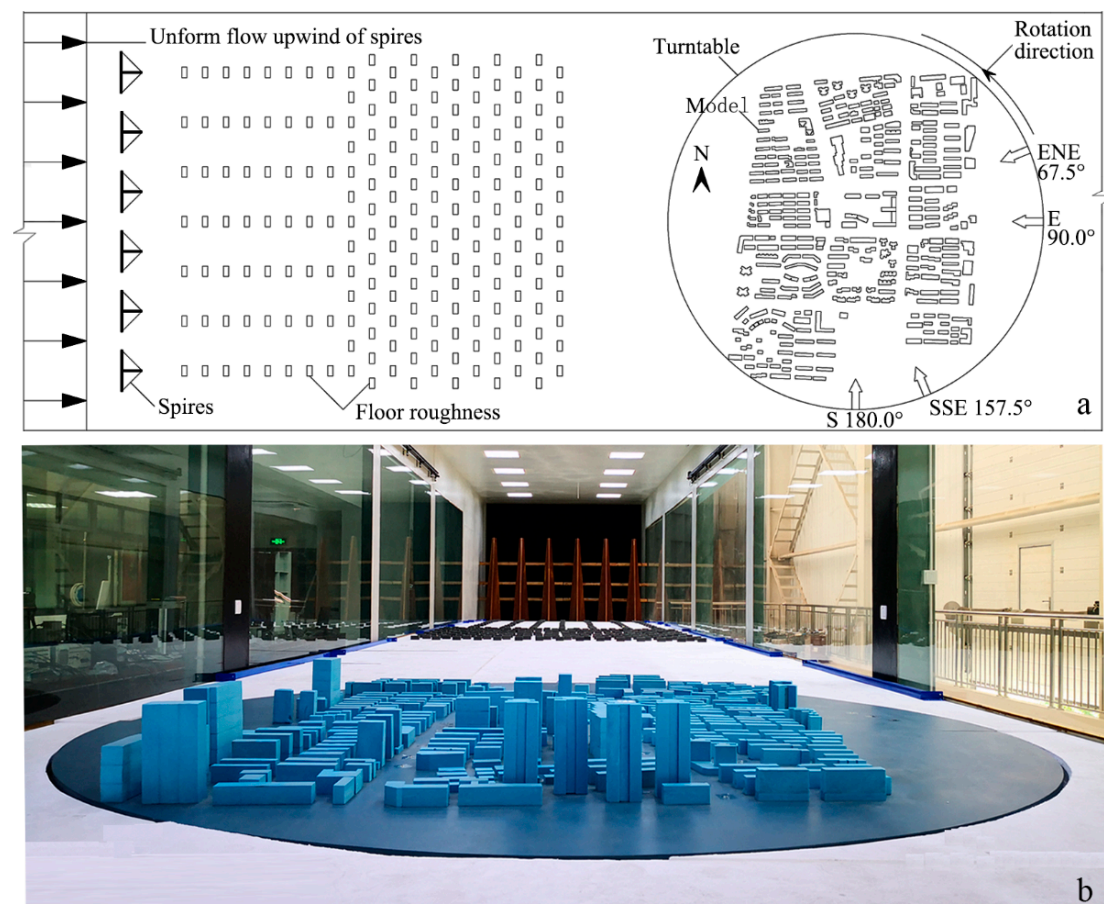 Unform flow upwind of spires
Spires
Floor roughness
Turntable
Model
N
Rotation
direction
ENE
67.5°
E
90.0°
SSE 157.5°
S 180.0°
a
b